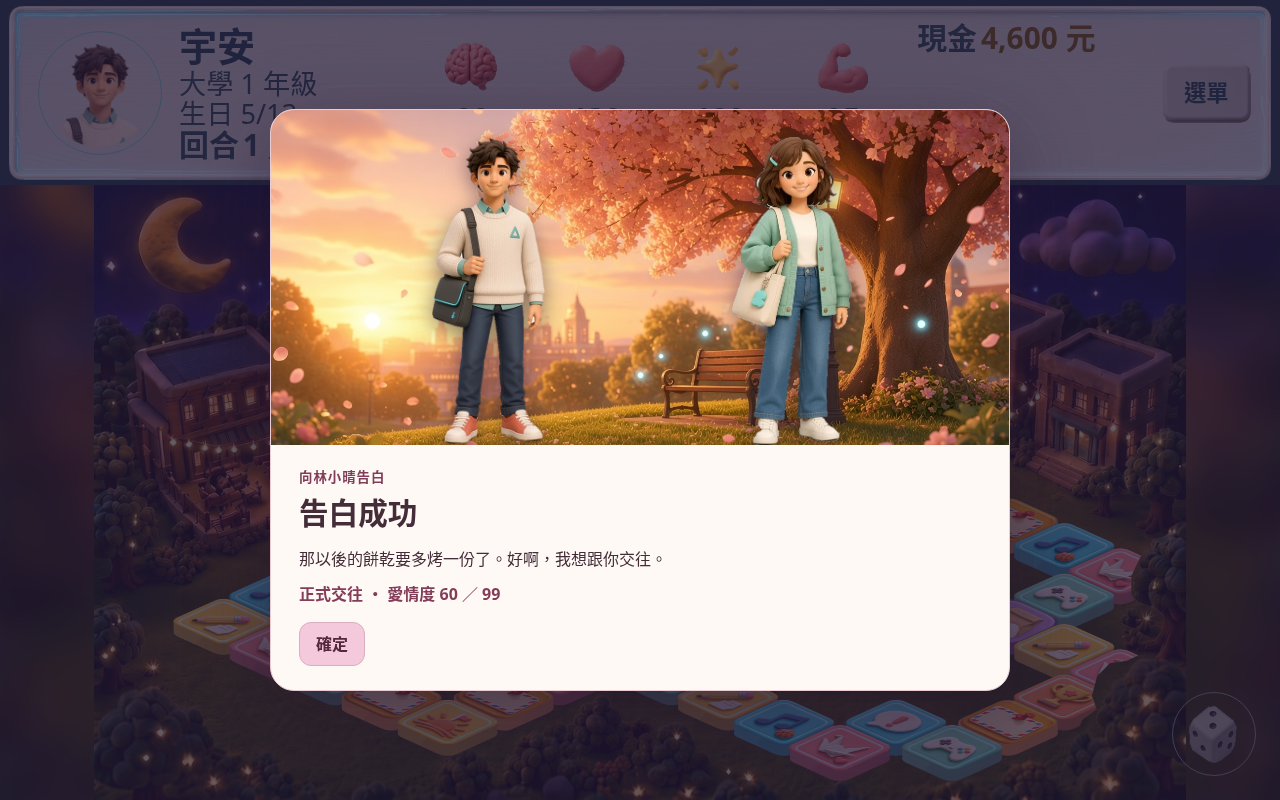 宇安
大學 1 年級
生日 5/1
回合 1
現金 4,600 元
選單
向林小晴告白
告白成功
那以後的餅乾要多烤一份了。好啊，我想跟你交往。
正式交往 · 愛情度 60 ／ 99
確定